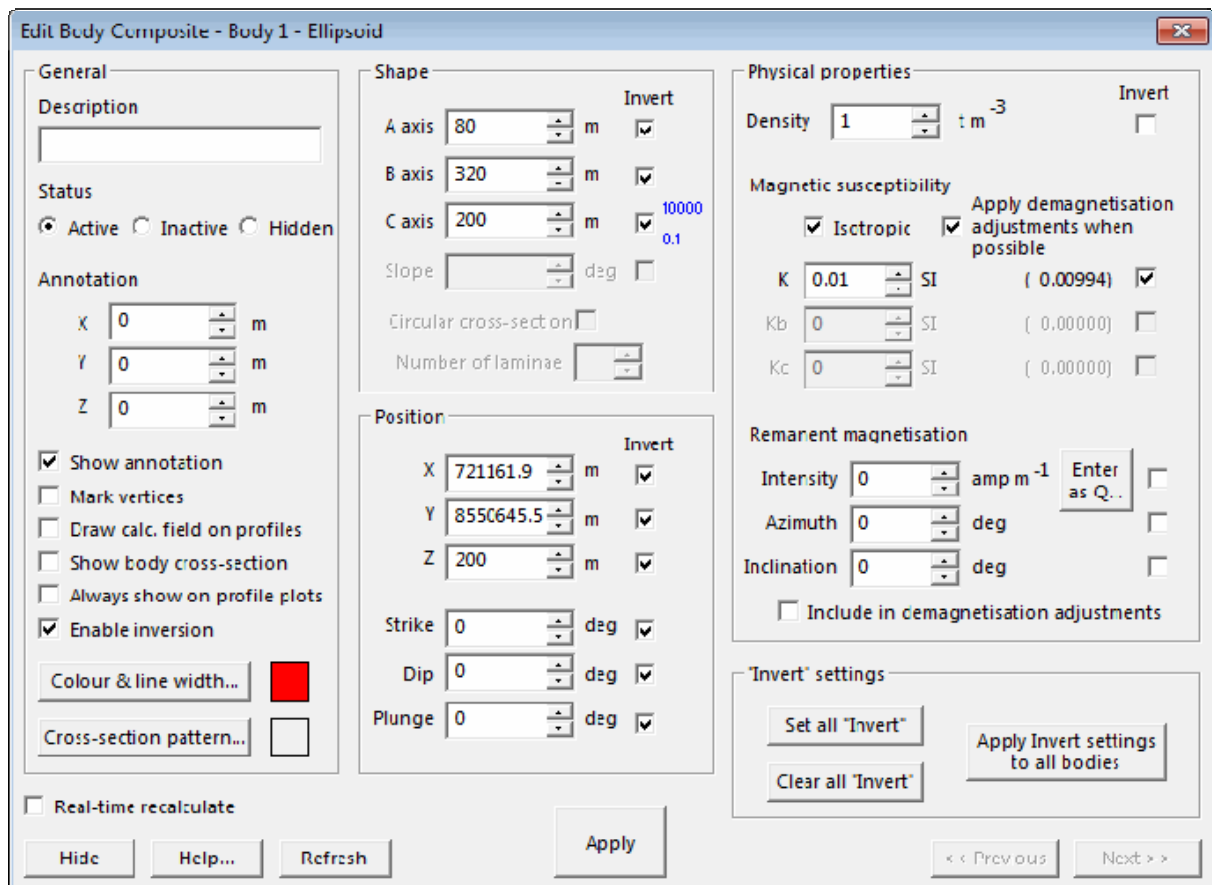 Edit Body Composite - Body 1 - Ellipsoid
General
Description
Status
Active Inactive Hidden
Annotation
X 0 m
Y 0 m
Z 0 m
Show annotation
Mark vertices
Draw calc. field on profiles
Show body cross-section
Always show on profile plots
Enable inversion
Colour & line width...
Cross-section pattern...
Real-time recalculate
Hide Help... Refresh
Shape
Invert
A axis 80 m
B axis 320 m
C axis 200 m 10000
0.1
Slope deg
Circular cross-section
Number of laminae
Position
Invert
X 721161.9 m
Y 8550645.5 m
Z 200 m
Strike 0 deg
Dip 0 deg
Plunge 0 deg
Apply
Physical properties
Invert
Density 1 t m -3
Magnetic susceptibility
Isotropic
Apply demagnetisation
adjustments when
possible
K 0.01 SI ( 0.00994)
Kb 0 SI ( 0.00000)
Kc 0 SI ( 0.00000)
Remanent magnetisation
Intensity 0 amp m -1 Enter
as Q...
Azimuth 0 deg
Inclination 0 deg
Include in demagnetisation adjustments
"Invert" settings
Set all "Invert"
Clear all "Invert"
Apply Invert settings
to all bodies
<< Previous Next >>